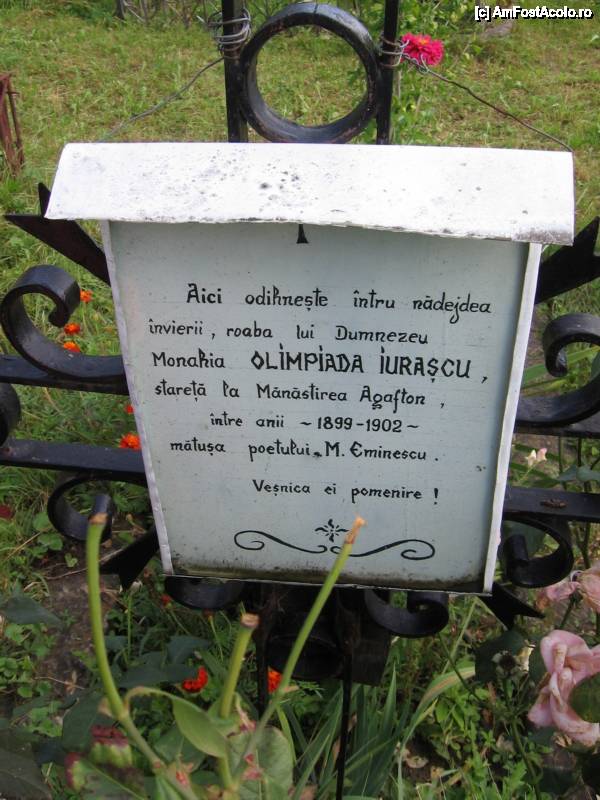 [c] AmFostAcolo.ro
Aici odihnește întru nădejdea
învierii, roaba lui Dumnezeu
Monahia OLIMPIADA IURAȘCU,
stareță la Mănăstirea Agafton,
între anii ~1899-1902~
mătușa poetului M. Eminescu.
Veșnica ei pomenire!